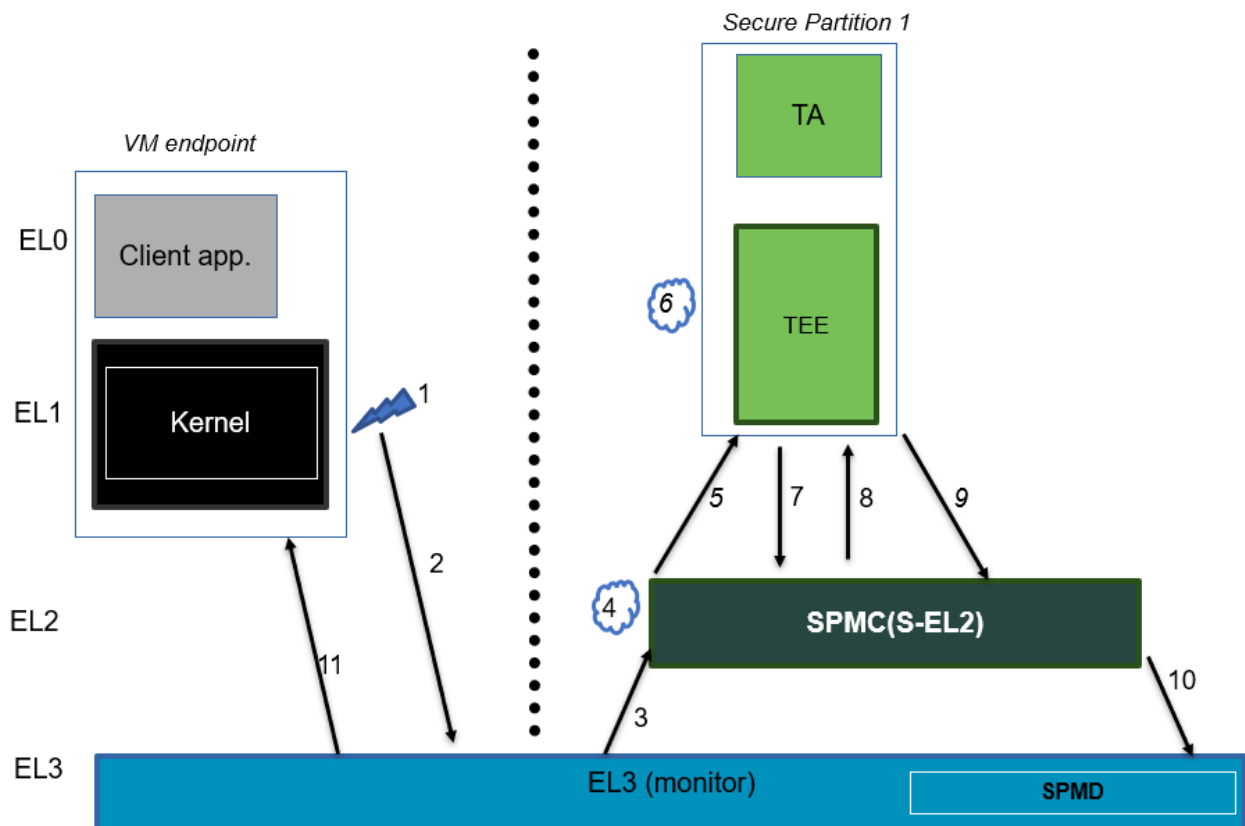 Secure Partition 1
TA
VM endpoint
EL0
Client app.
6
TEE
1
EL1
Kernel
5
7
8
9
2
4
EL2
SPMC(S-EL2)
11
10
3
EL3
EL3 (monitor)
SPMD